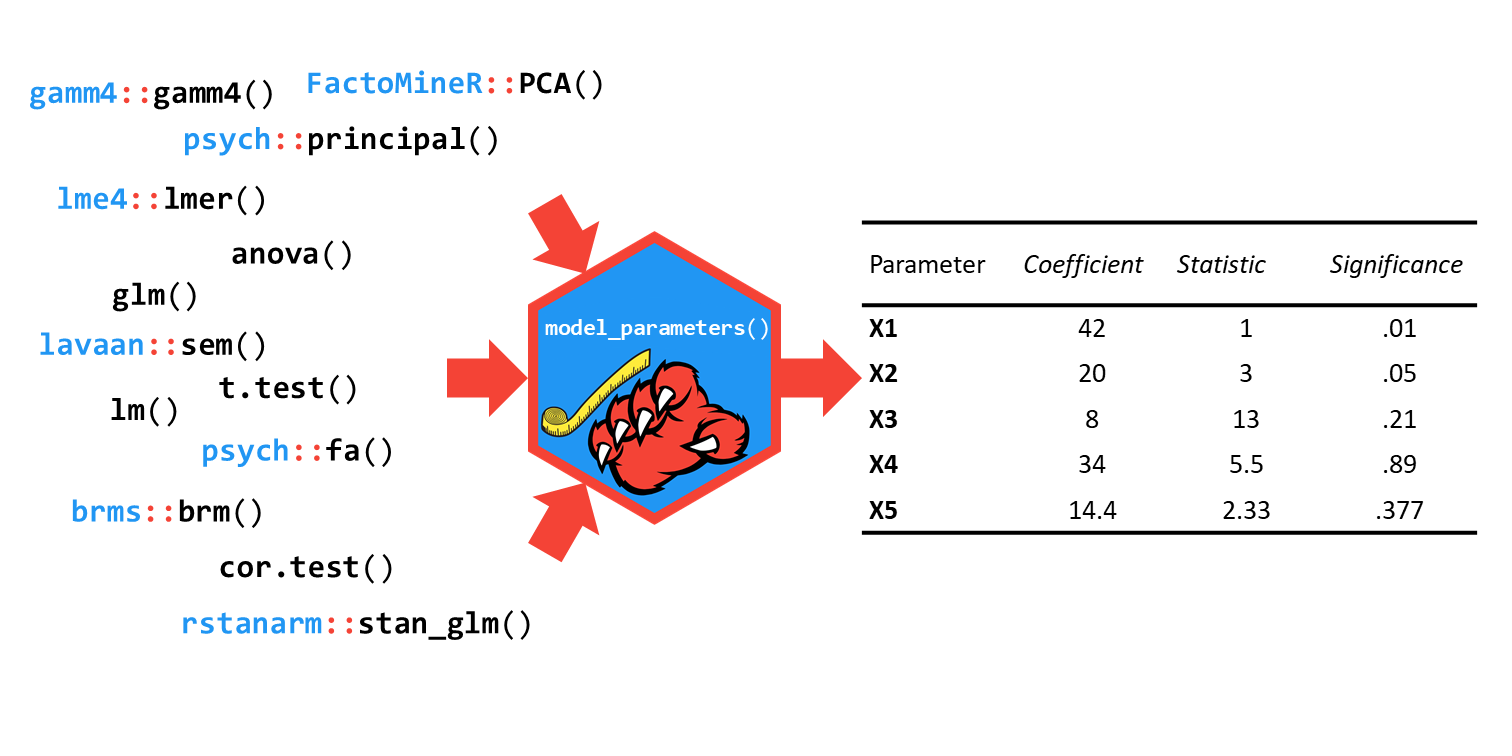 gamm4::gamm4()
FactoMineR::PCA()
psych::principal()
lme4::lmer()
anova()
glm()
lavaan::sem()
t.test()
lm()
psych::fa()
brms::brm()
cor.test()
rstanarm::stan_glm()
model_parameters()
Parameter Coefficient Statistic Significance
X1 42 1 .01
X2 20 3 .05
X3 8 13 .21
X4 34 5.5 .89
X5 14.4 2.33 .377